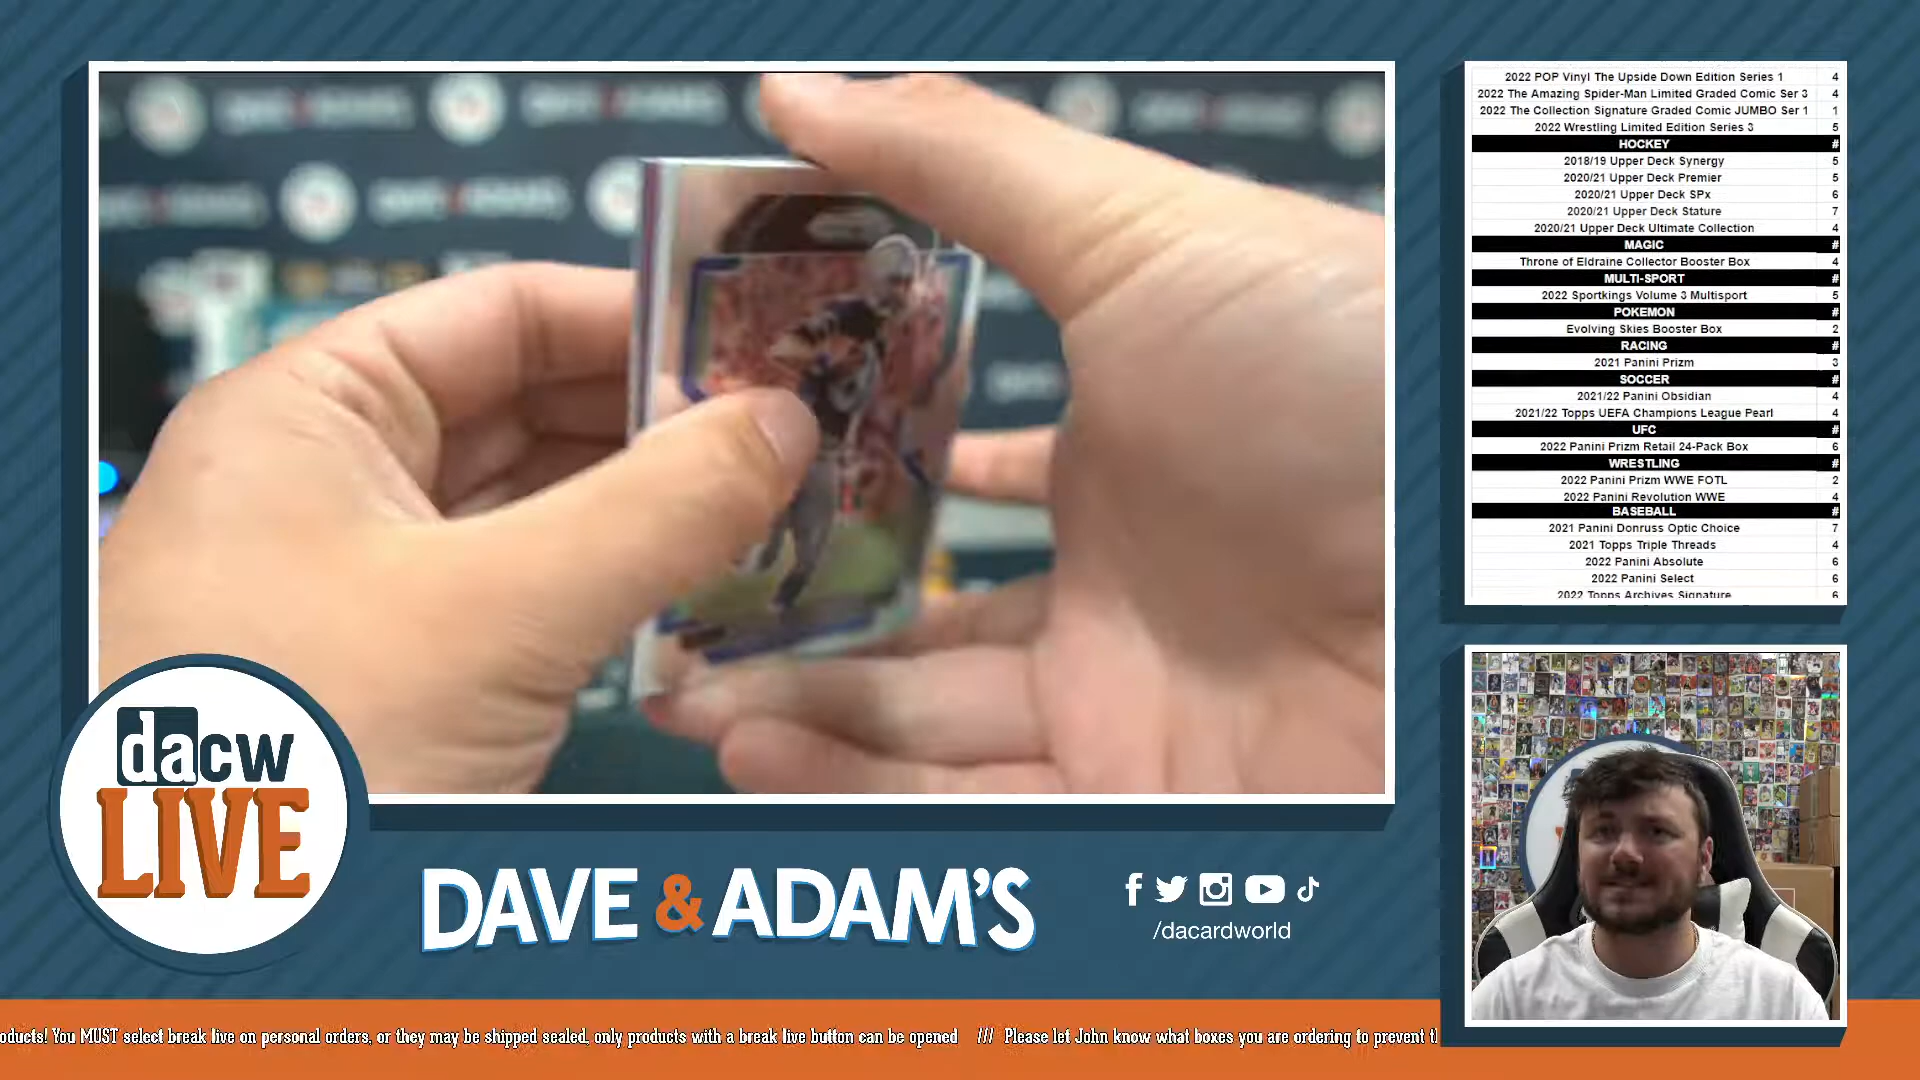 2022 POP Vinyl The Upside Down Edition Series 1 4
2022 The Amazing Spider-Man Limited Graded Comic Ser 3 4
2022 The Collection Signature Graded Comic JUMBO Ser 1 1
2022 Wrestling Limited Edition Series 3 5
HOCKEY #
2018/19 Upper Deck Synergy 5
2020/21 Upper Deck Premier 5
2020/21 Upper Deck SPx 6
2020/21 Upper Deck Stature 7
2020/21 Upper Deck Ultimate Collection 4
MAGIC #
Throne of Eldraine Collector Booster Box 4
MULTI-SPORT #
2022 Sportkings Volume 3 Multisport 5
POKEMON #
Evolving Skies Booster Box 2
RACING #
2021 Panini Prizm 3
SOCCER #
2021/22 Panini Obsidian 4
2021/22 Topps UEFA Champions League Pearl 4
UFC #
2022 Panini Prizm Retail 24-Pack Box 6
WRESTLING #
2022 Panini Prizm WWE FOTL 2
2022 Panini Revolution WWE 4
BASEBALL #
2021 Panini Donruss Optic Choice 7
2021 Topps Triple Threads 4
2022 Panini Absolute 6
2022 Panini Select 6
2022 Topps Archives Signature 6
dacw
LIVE
DAVE & ADAM'S
/dacardworld
oducts! You MUST select break live on personal orders, or they may be shipped sealed, only products with a break live button can be opened /// Please let John know what boxes you are ordering to prevent